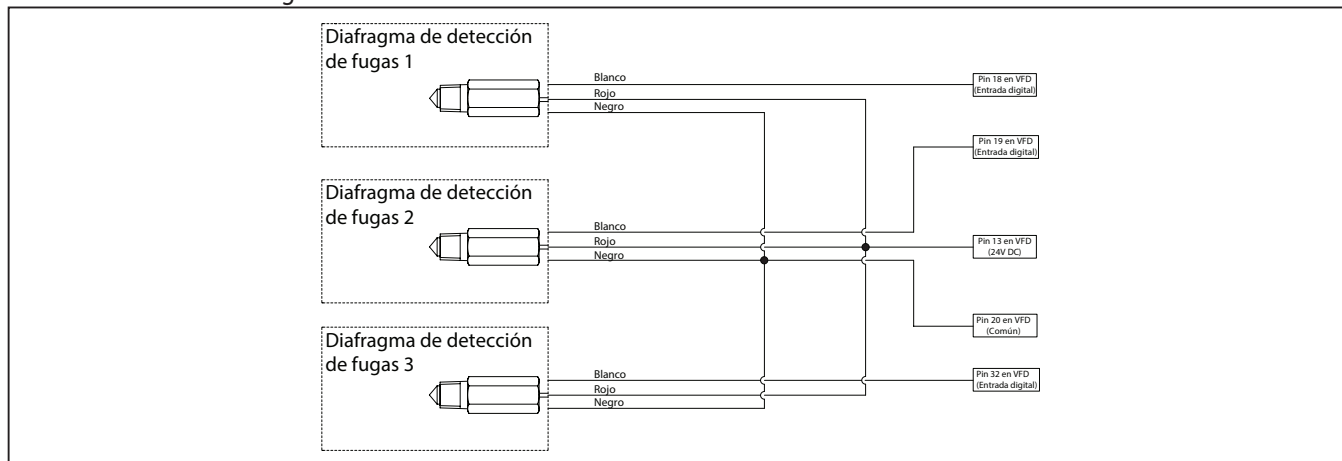 Diafragma de detección
de fugas 1
Blanco
Rojo
Negro
Pin 18 en VFD
(Entrada digital)
Pin 19 en VFD
(Entrada digital)
Diafragma de detección
de fugas 2
Blanco
Rojo
Negro
Pin 13 en VFD
(24V DC)
Pin 20 en VFD
(Común)
Diafragma de detección
de fugas 3
Blanco
Rojo
Negro
Pin 32 en VFD
(Entrada digital)